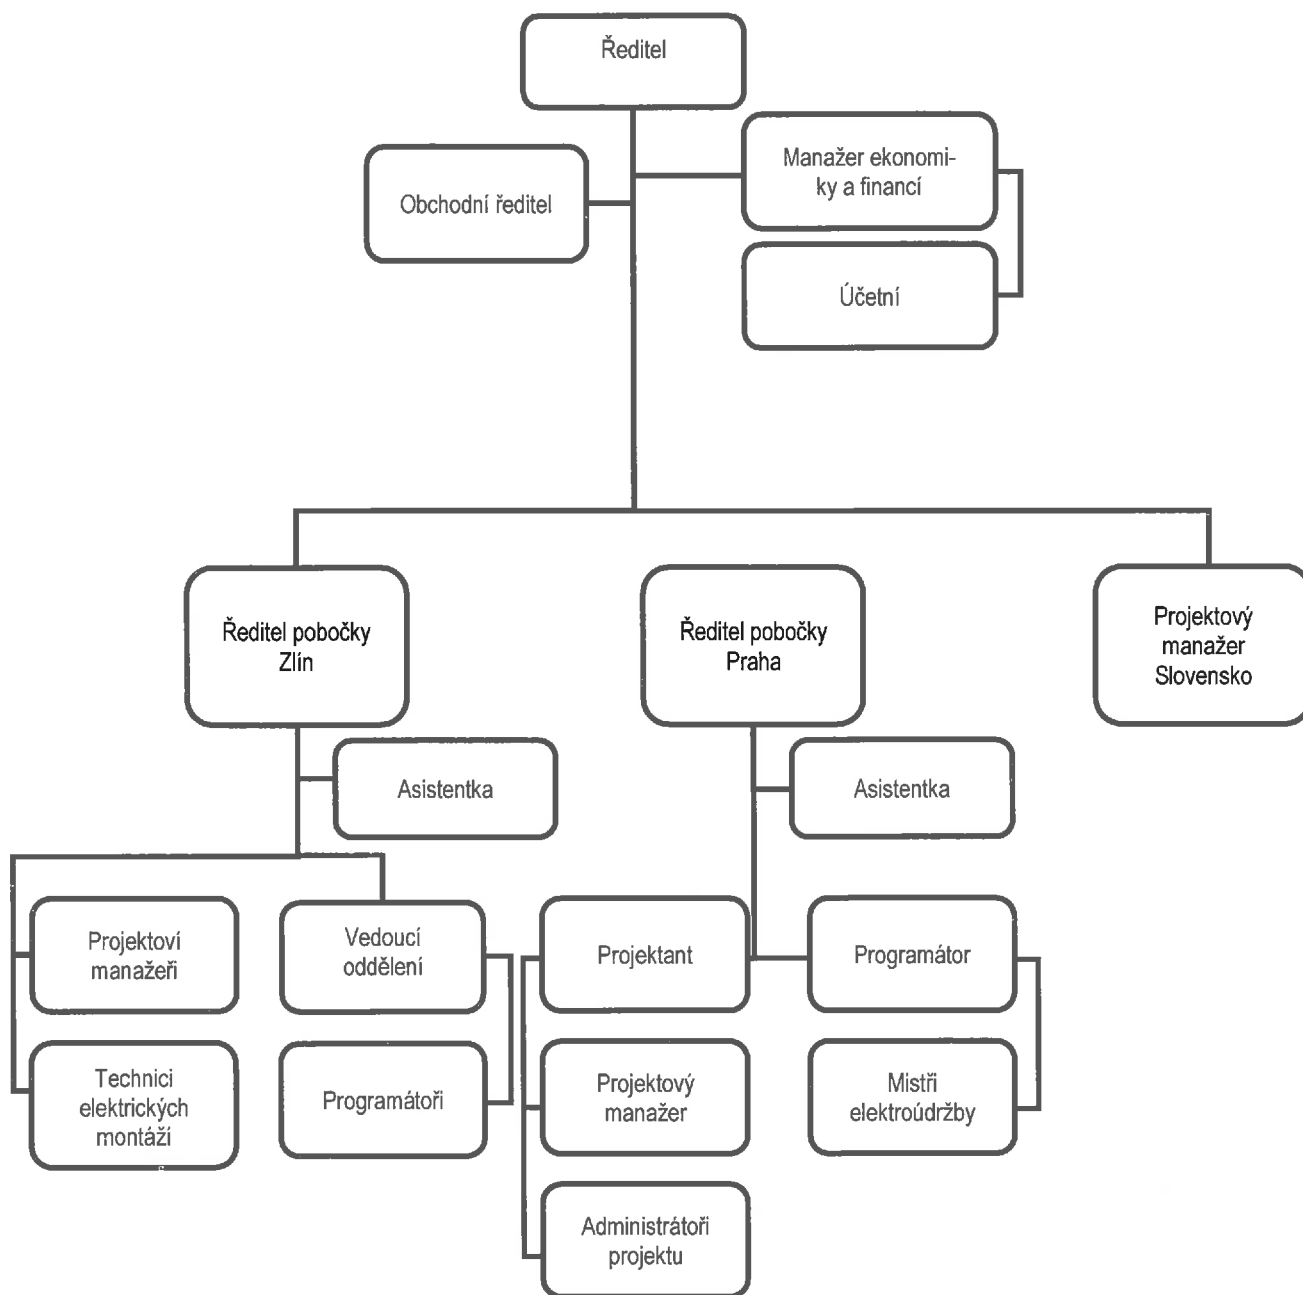 Ředitel
Manažer ekonomi-
ky a financí
Obchodní ředitel
Účetní
Ředitel pobočky
Zlín
Ředitel pobočky
Praha
Projektový
manažer
Slovensko
Asistentka
Asistentka
Projektoví
manažeři
Vedoucí
oddělení
Projektant
Programátor
Technici
elektrických
montáží
Programátoři
Projektový
manažer
Mistři
elektroúdržby
Administrátoři
projektu